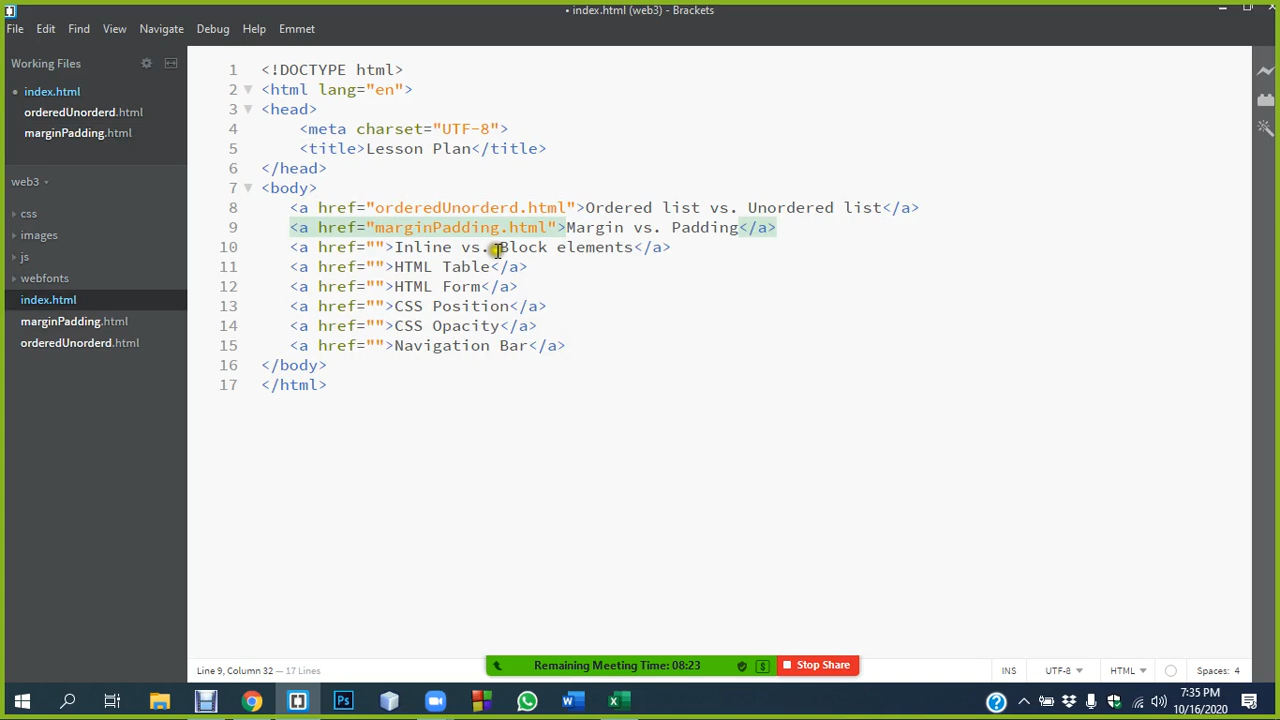 • index.html (web3) - Brackets
File Edit Find View Navigate Debug Help Emmet
Working Files
• index.html
orderedUnorderd.html
marginPadding.html
web3
css
images
js
webfonts
index.html
marginPadding.html
orderedUnorderd.html
1 <!DOCTYPE html>
2 <html lang="en">
3 <head>
4 <meta charset="UTF-8">
5 <title>Lesson Plan</title>
6 </head>
7 <body>
8 <a href="orderedUnorderd.html">Ordered list vs. Unordered list</a>
9 <a href="marginPadding.html">Margin vs. Padding</a>
10 <a href="">Inline vs. Block elements</a>
11 <a href="">HTML Table</a>
12 <a href="">HTML Form</a>
13 <a href="">CSS Position</a>
14 <a href="">CSS Opacity</a>
15 <a href="">Navigation Bar</a>
16 </body>
17 </html>
Line 9, Column 32 — 17 Lines
Remaining Meeting Time: 08:23
Stop Share
INS UTF-8 HTML Spaces: 4
7:35 PM
10/16/2020